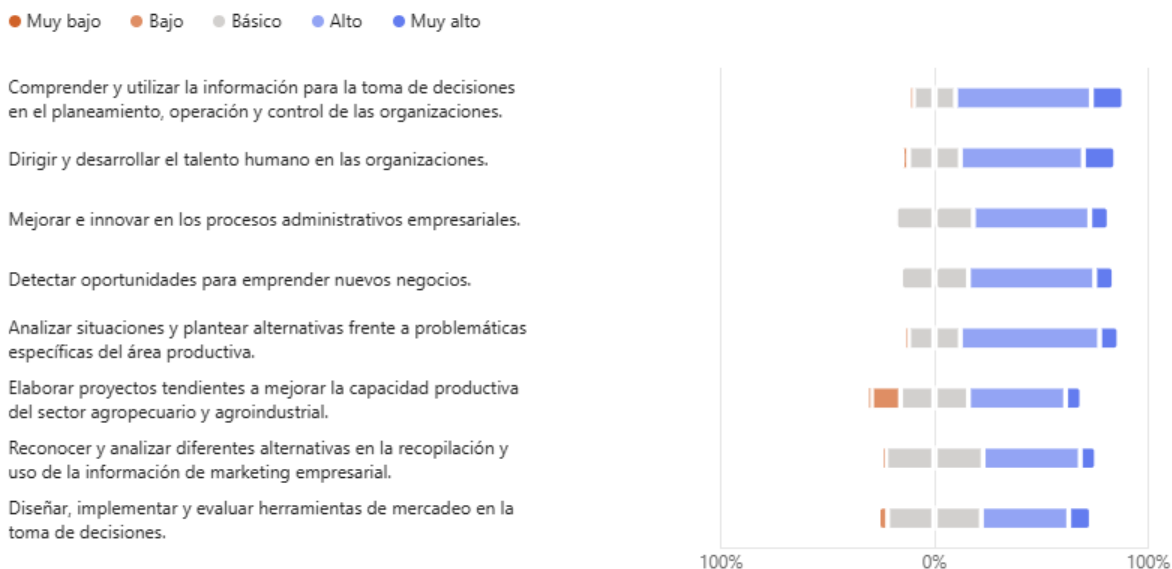 Muy bajo Bajo Básico Alto Muy alto
Comprender y utilizar la información para la toma de decisiones
en el planeamiento, operación y control de las organizaciones.
Dirigir y desarrollar el talento humano en las organizaciones.
Mejorar e innovar en los procesos administrativos empresariales.
Detectar oportunidades para emprender nuevos negocios.
Analizar situaciones y plantear alternativas frente a problemáticas
específicas del área productiva.
Elaborar proyectos tendientes a mejorar la capacidad productiva
del sector agropecuario y agroindustrial.
Reconocer y analizar diferentes alternativas en la recopilación y
uso de la información de marketing empresarial.
Diseñar, implementar y evaluar herramientas de mercadeo en la
toma de decisiones.
100% 0% 100%